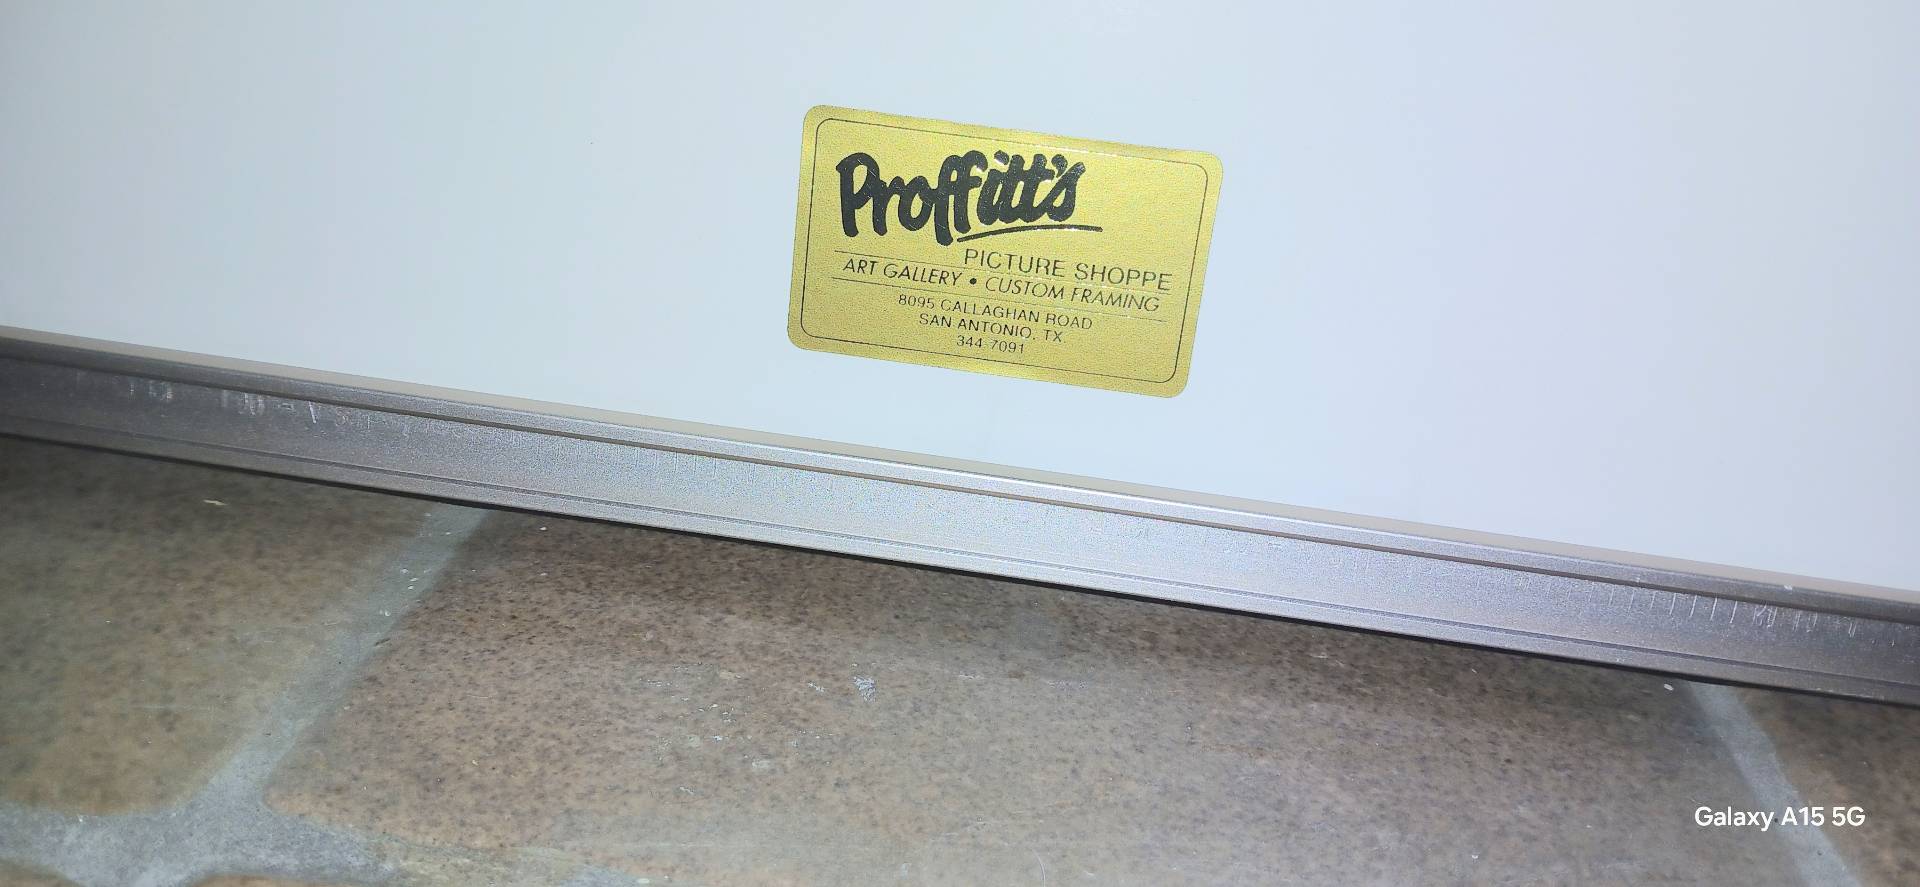 Proffitt's
PICTURE SHOPPE
ART GALLERY • CUSTOM FRAMING
8095 CALLAGHAN ROAD
SAN ANTONIO, TX.
344-7091
Galaxy A15 5G